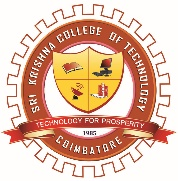 SRI KRISHNA COLLEGE OF TECHNOLOGY
TECHNOLOGY FOR PROSPERITY
1985
COIMBATORE